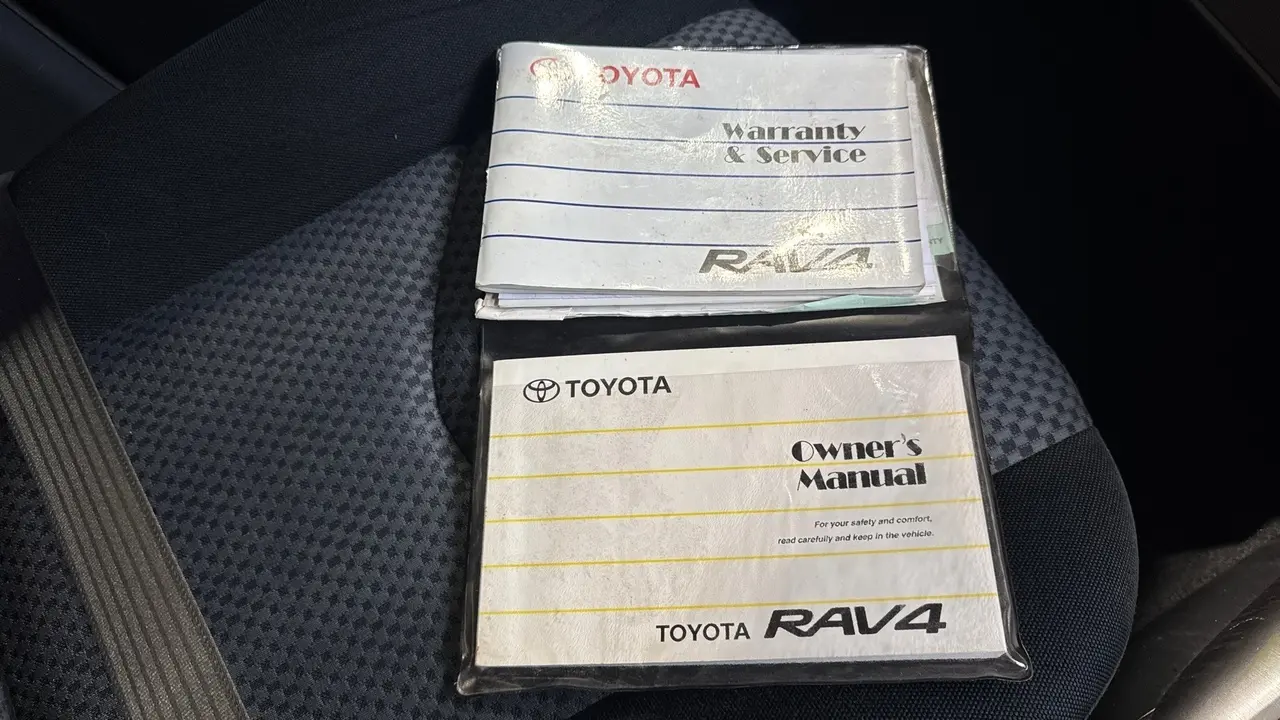 TOYOTA
Warranty
& Service
RAV4
TY
TOYOTA
Owner's
Manual
For your safety and comfort,
read carefully and keep in the vehicle.
TOYOTA RAV4